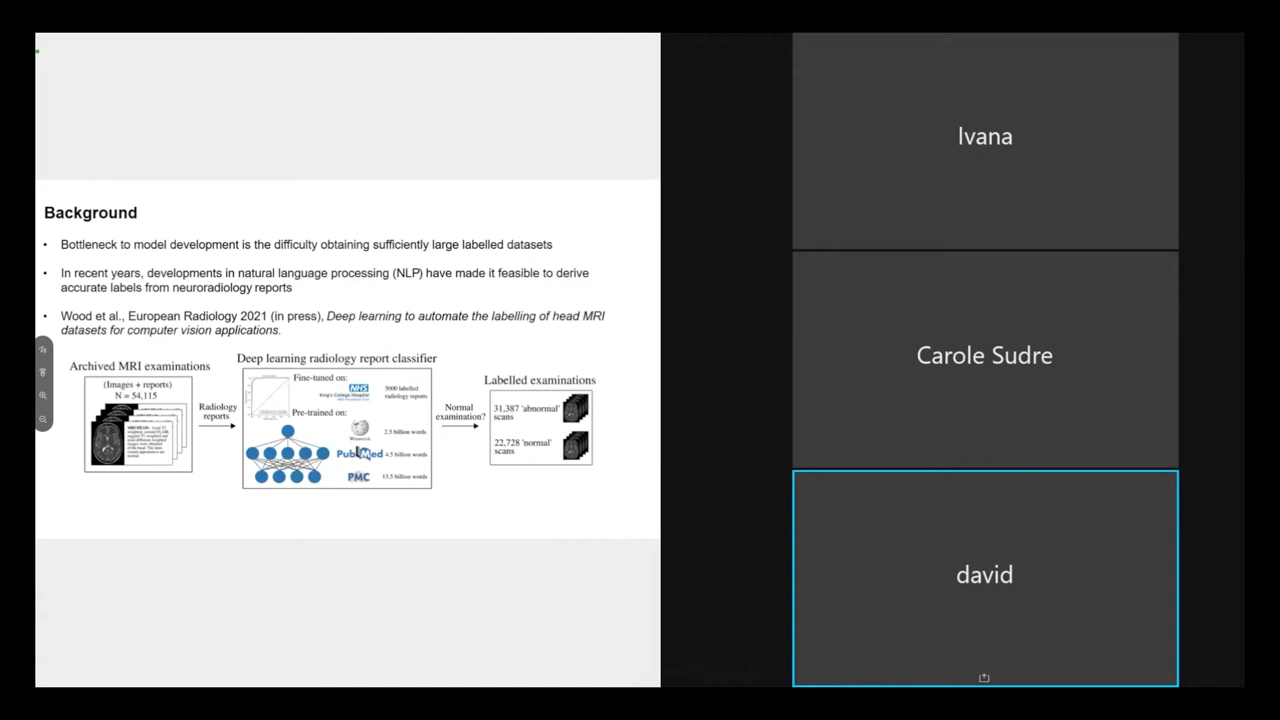 Background
• Bottleneck to model development is the difficulty obtaining sufficiently large labelled datasets
• In recent years, developments in natural language processing (NLP) have made it feasible to derive
accurate labels from neuroradiology reports
• Wood et al., European Radiology 2021 (in press), Deep learning to automate the labelling of head MRI
datasets for computer vision applications.
Archived MRI examinations
(Images + reports)
N = 54,115
Radiology
reports
Deep learning radiology report classifier
Fine-tuned on:
NHS
King's College Hospital
5000 labelled
radiology reports
Pre-trained on:
2.5 billion words
PubMed
4.5 billion words
PMC
13.5 billion words
Normal
examination?
Labelled examinations
31,387 'abnormal'
scans
22,728 'normal'
scans
Ivana
Carole Sudre
david